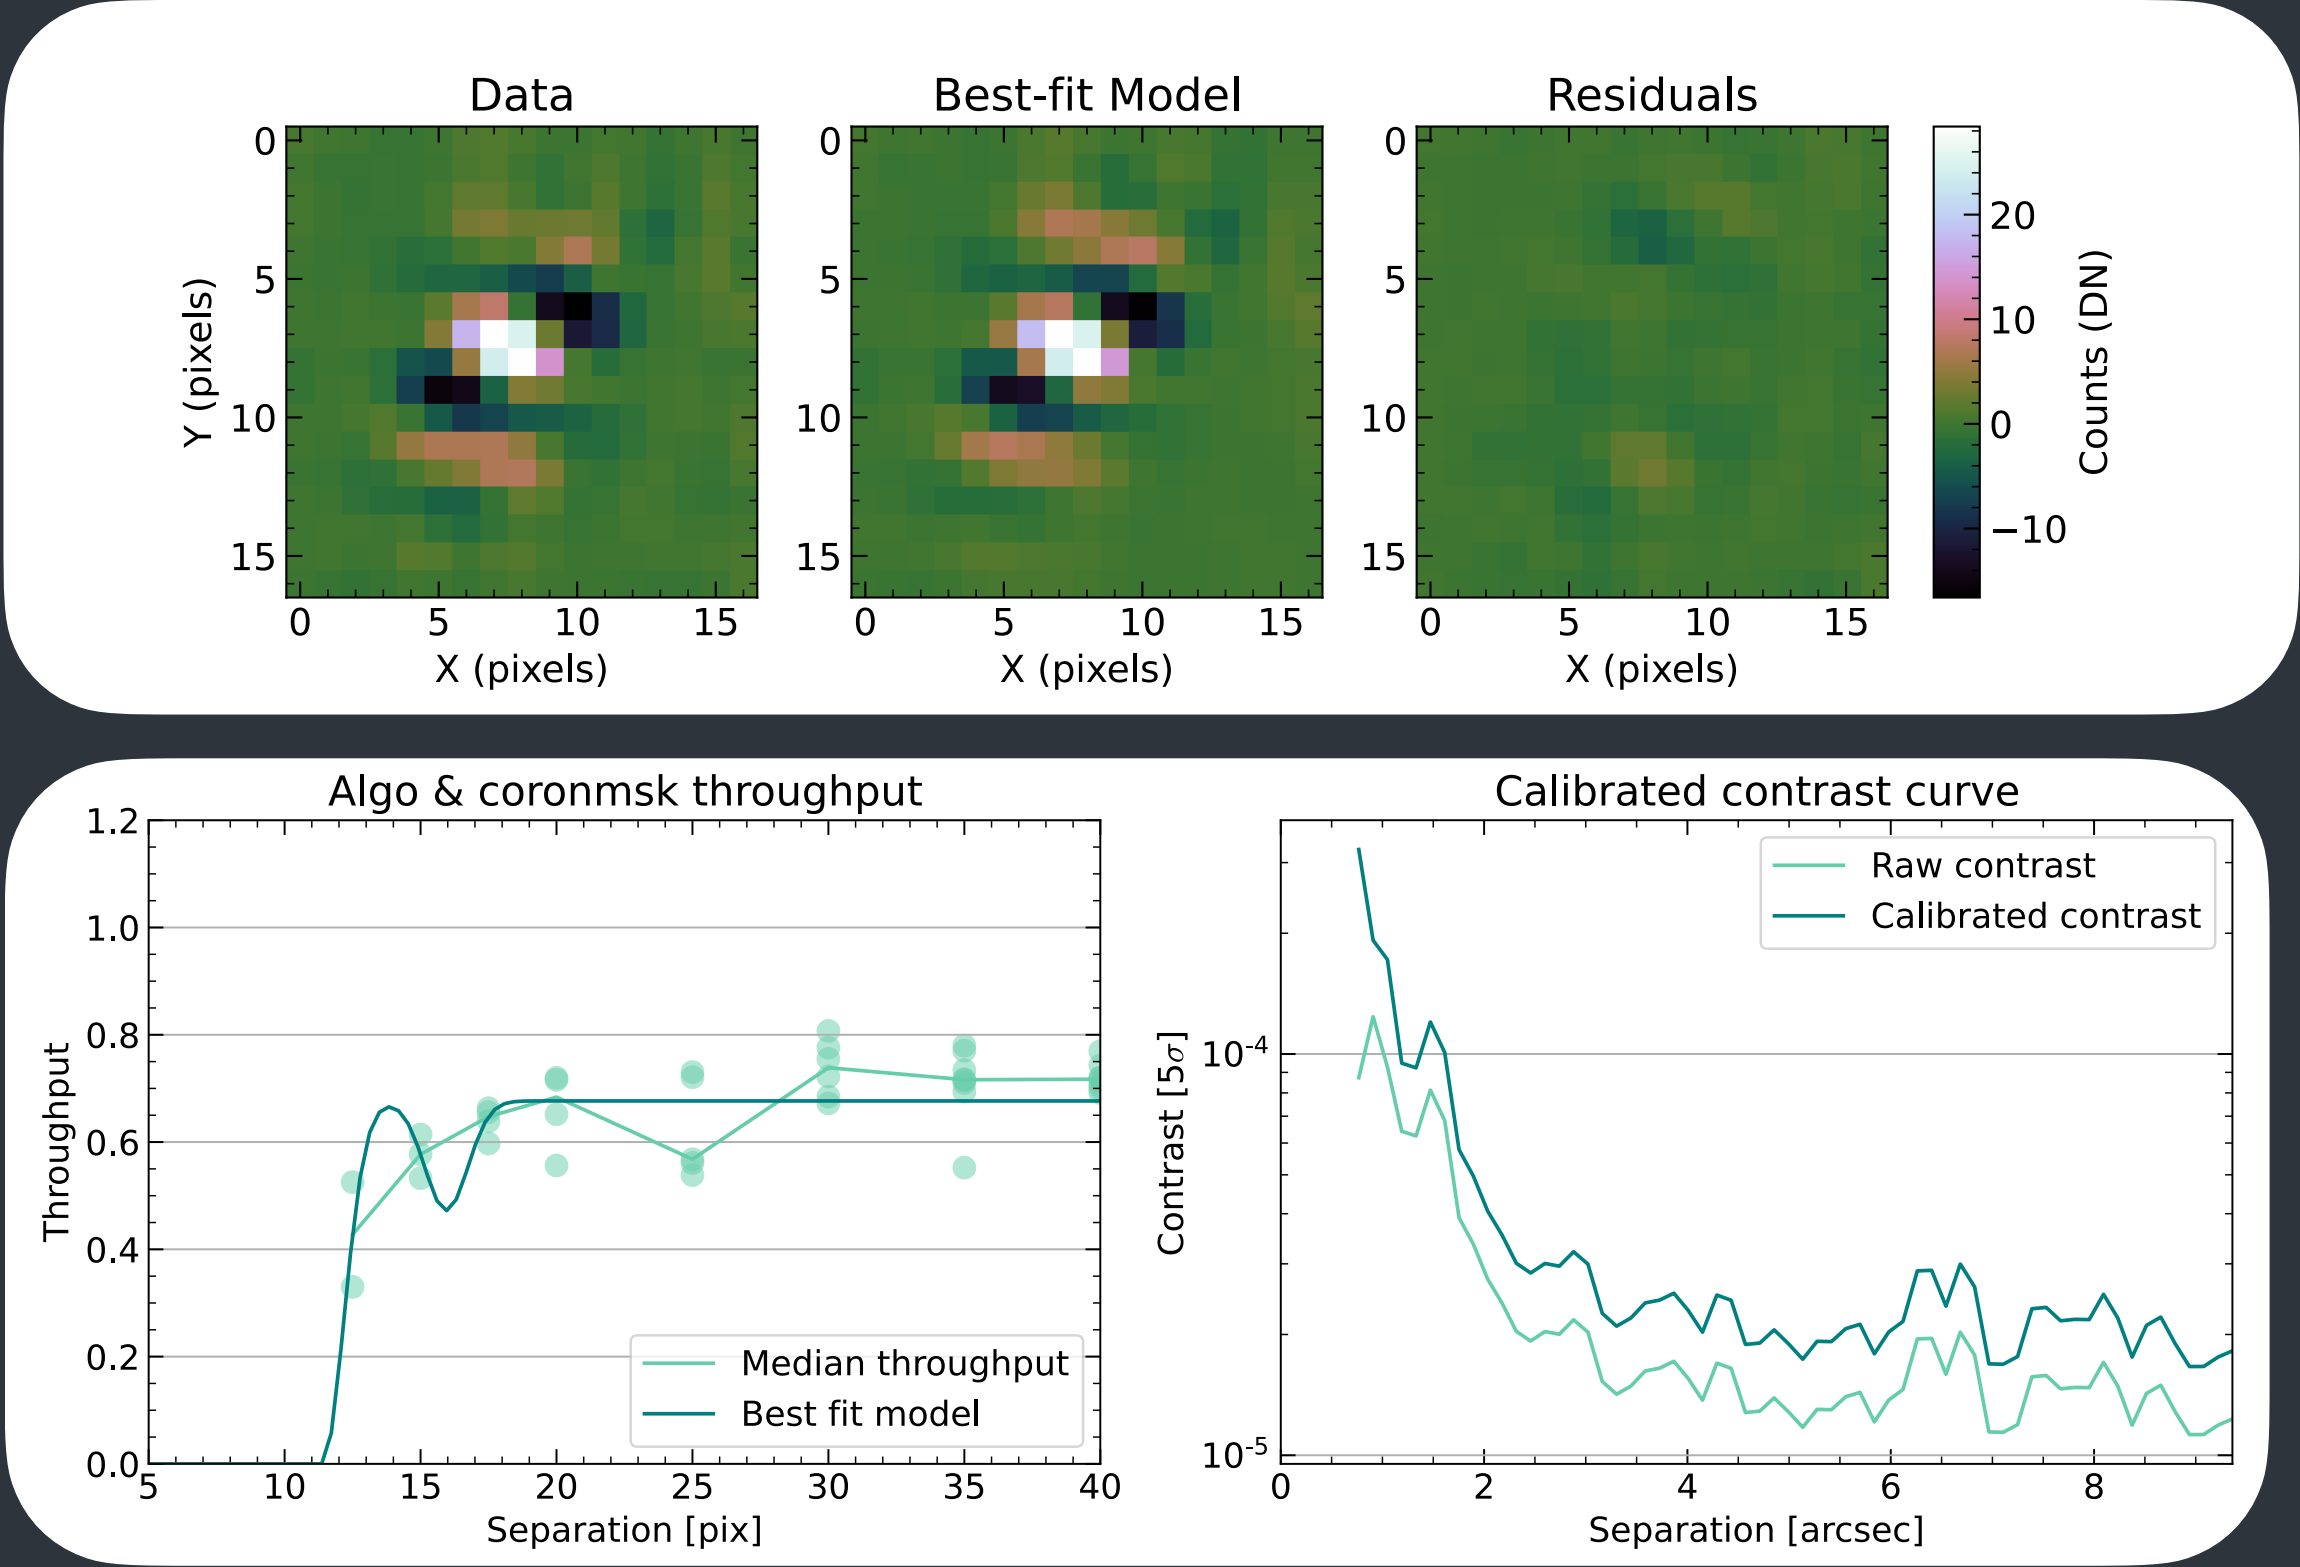 Data
Best-fit Model
Residuals
0
5
10
15
Y (pixels)
0
5
10
15
X (pixels)
0
5
10
15
0
5
10
15
X (pixels)
0
5
10
15
0
5
10
15
X (pixels)
20
10
0
−10
Counts (DN)
Algo & coronmsk throughput
1.2
1.0
0.8
0.6
0.4
0.2
0.0
Throughput
Median throughput
Best fit model
5
10
15
20
25
30
35
40
Separation [pix]
Calibrated contrast curve
Raw contrast
Calibrated contrast
10-4
10-5
Contrast [5σ]
0
2
4
6
8
Separation [arcsec]